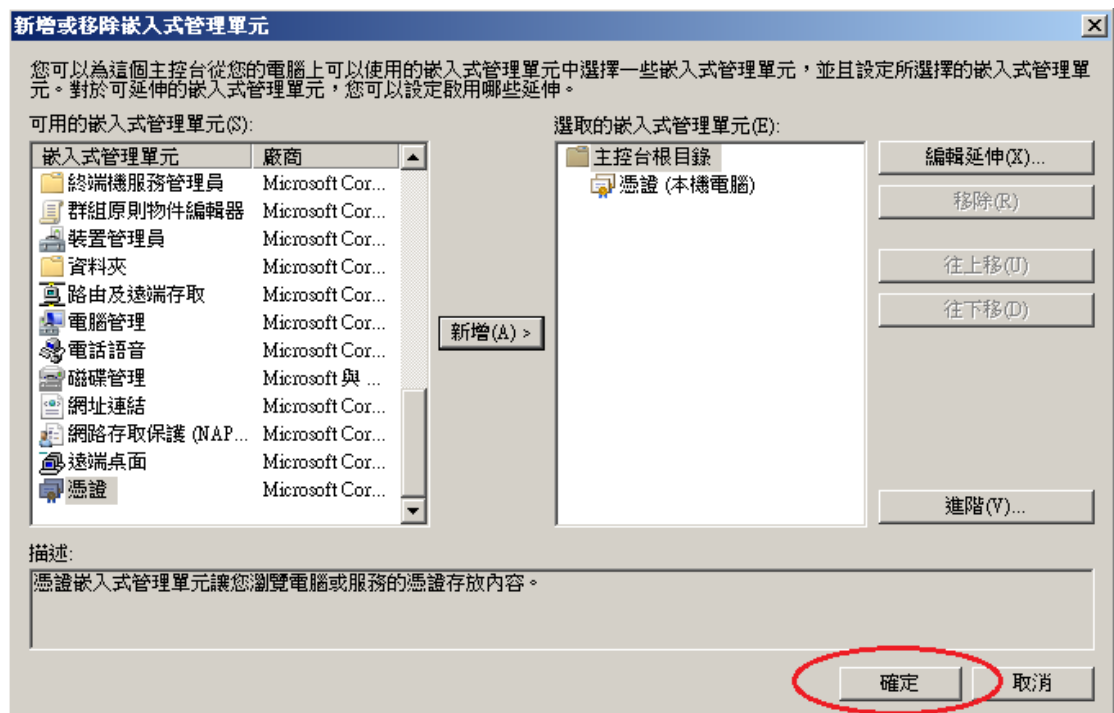 新增或移除嵌入式管理單元
您可以為這個主控台從您的電腦上可以使用的嵌入式管理單元中選擇一些嵌入式管理單元，並且設定所選擇的嵌入式管理單
元。對於可延伸的嵌入式管理單元，您可以設定啟用哪些延伸。
可用的嵌入式管理單元(S):
嵌入式管理單元 廠商
終端機服務管理員 Microsoft Cor...
群組原則物件編輯器 Microsoft Cor...
裝置管理員 Microsoft Cor...
資料夾 Microsoft Cor...
路由及遠端存取 Microsoft Cor...
電腦管理 Microsoft Cor...
電話語音 Microsoft Cor...
磁碟管理 Microsoft 與 ...
網址連結 Microsoft Cor...
網路存取保護 (NAP... Microsoft Cor...
遠端桌面 Microsoft Cor...
憑證 Microsoft Cor...
新增(A) >
選取的嵌入式管理單元(E):
主控台根目錄
憑證 (本機電腦)
編輯延伸(X)...
移除(R)
往上移(U)
往下移(D)
進階(V)...
描述:
憑證嵌入式管理單元讓您瀏覽電腦或服務的憑證存放內容。
確定 取消